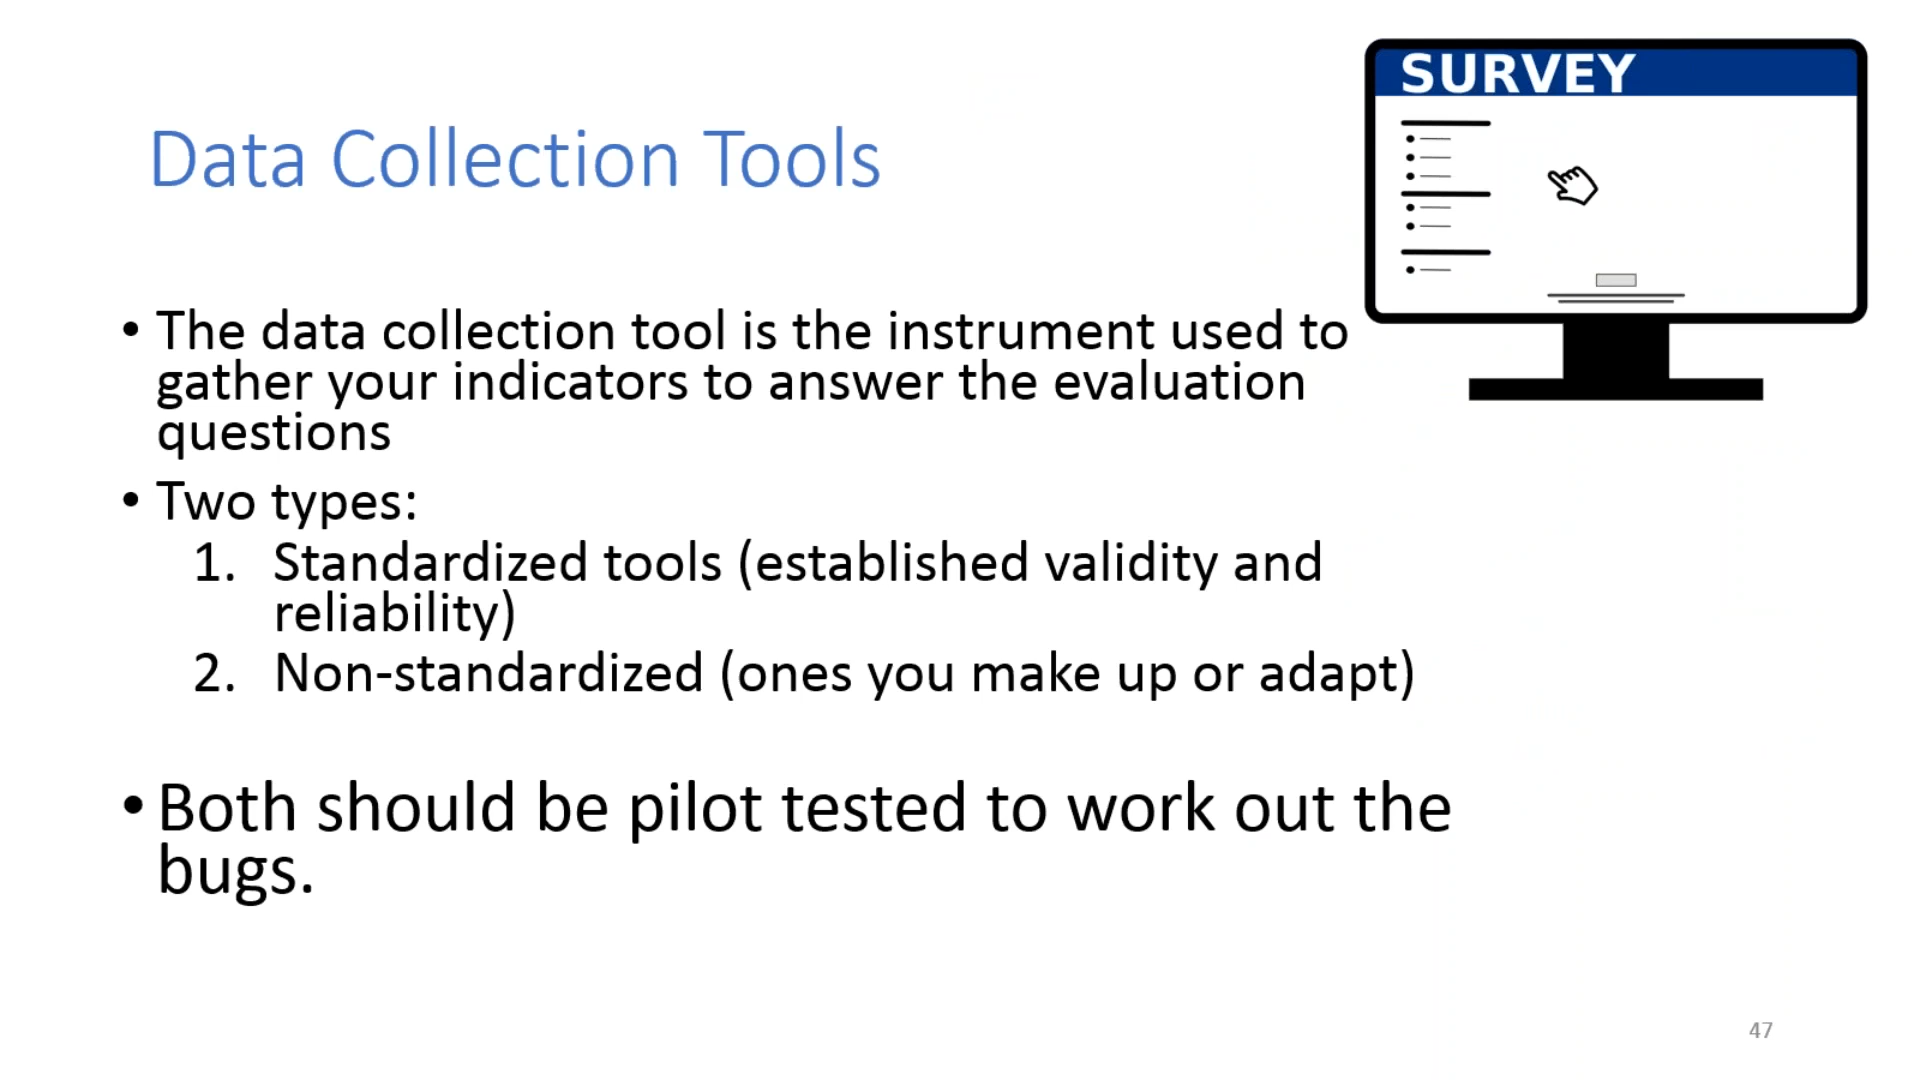 SURVEY
Data Collection Tools
• The data collection tool is the instrument used to
gather your indicators to answer the evaluation
questions
• Two types:
1. Standardized tools (established validity and
reliability)
2. Non-standardized (ones you make up or adapt)
• Both should be pilot tested to work out the
bugs.
47